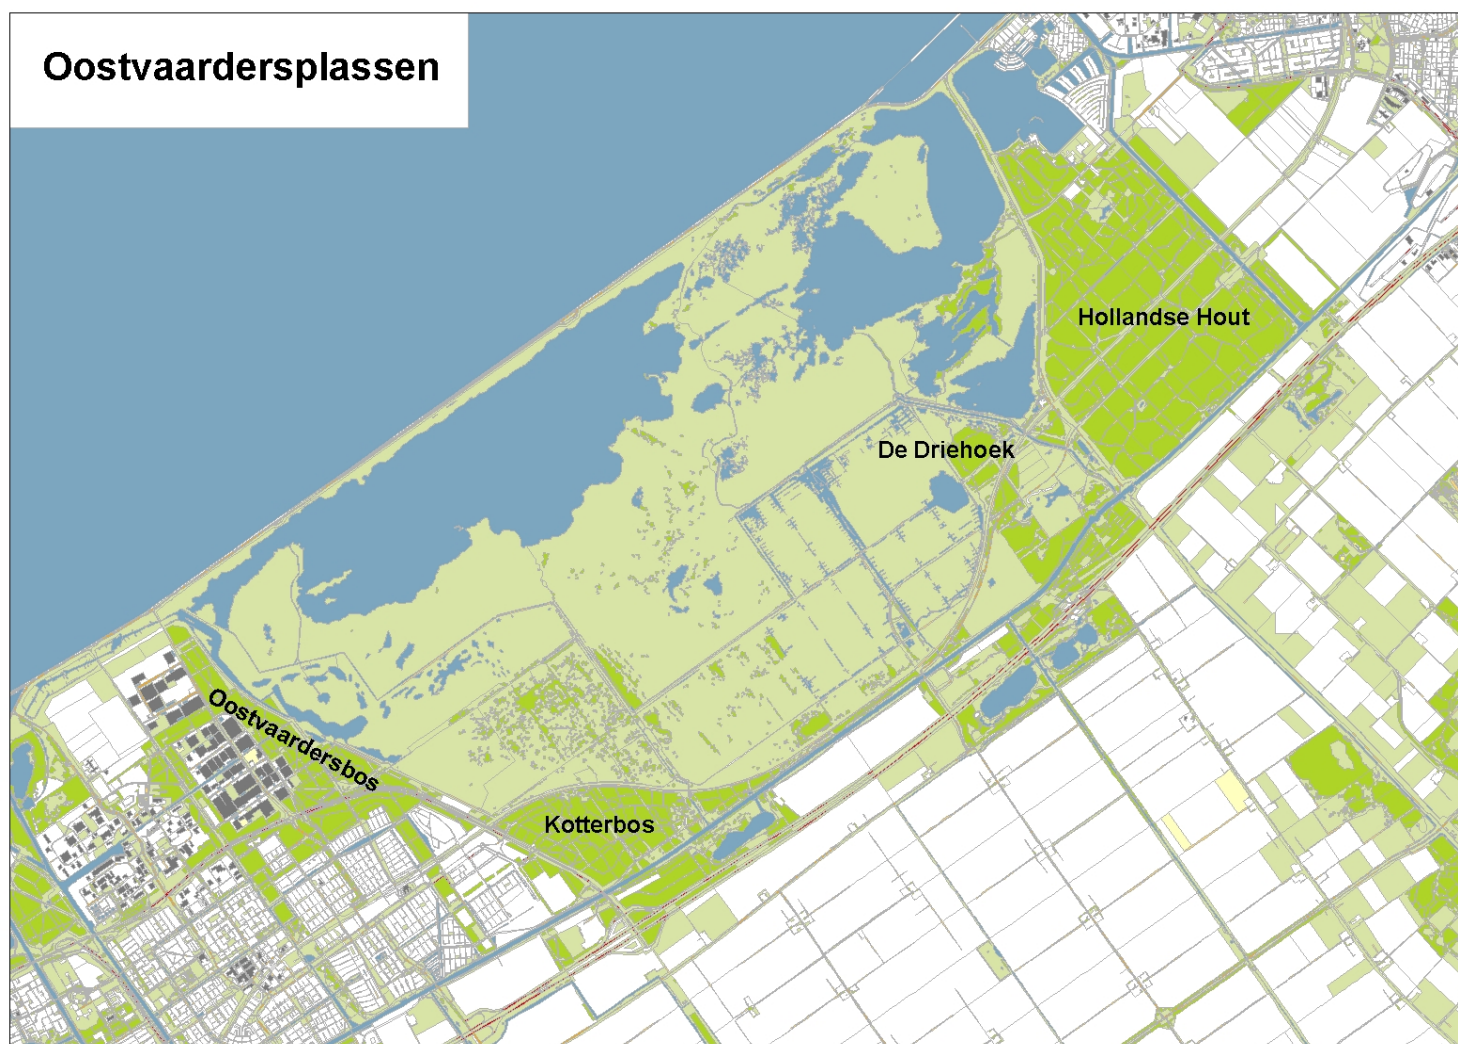 Oostvaardersplassen
Hollandse Hout
De Driehoek
Oostvaardersbos
Kotterbos